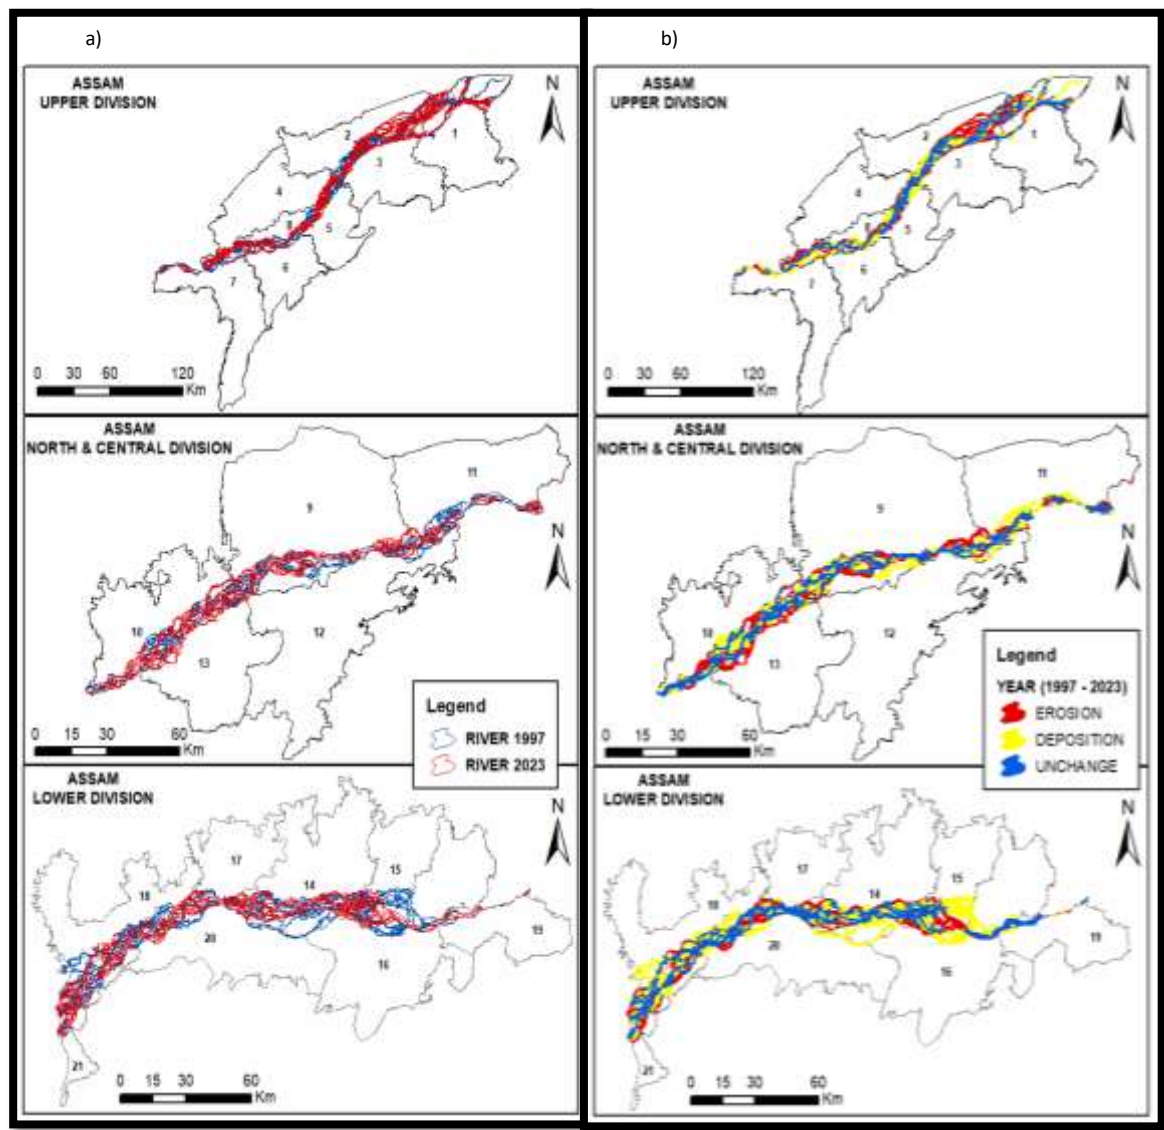 a)
ASSAM
UPPER DIVISION
N
1
2
3
4
8
5
6
7
0 30 60 120
Km
ASSAM
NORTH & CENTRAL DIVISION
11
9
N
10
12
13
0 15 30 60
Km
Legend
RIVER 1997
RIVER 2023
ASSAM
LOWER DIVISION
N
17
15
14
18
20
19
16
21
0 15 30 60
Km
b)
ASSAM
UPPER DIVISION
N
1
2
3
4
5
6
7
0 30 60 120
Km
ASSAM
NORTH & CENTRAL DIVISION
11
9
N
10
12
13
0 15 30 60
Km
Legend
YEAR (1997 - 2023)
EROSION
DEPOSITION
UNCHANGE
ASSAM
LOWER DIVISION
N
17
15
14
18
20
19
16
21
0 15 30 60
Km